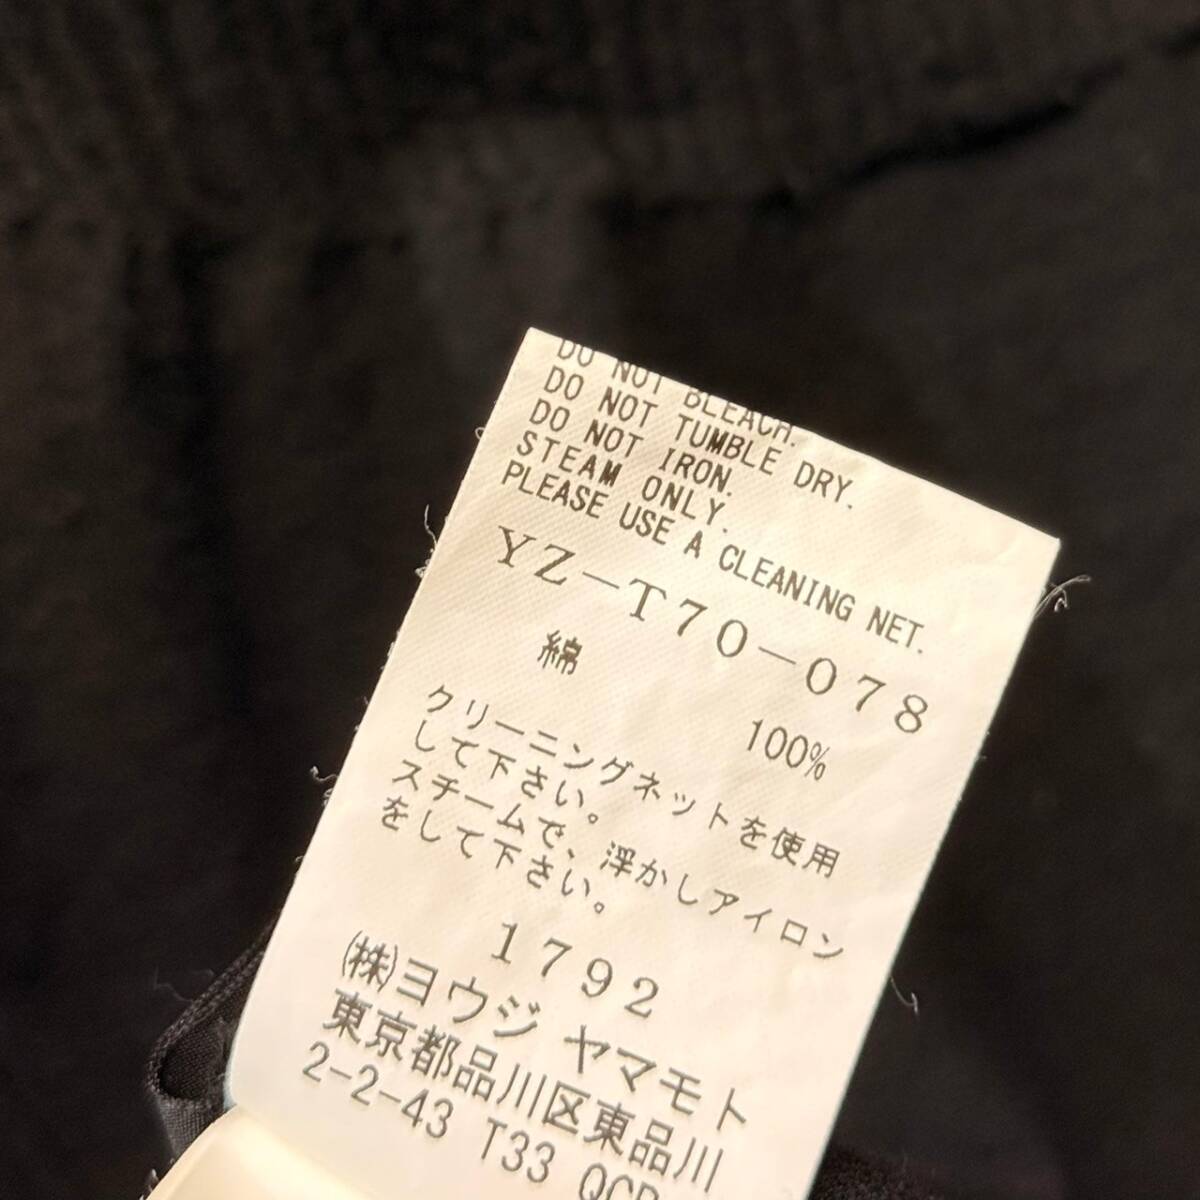 DO NOT BLEACH.
DO NOT TUMBLE DRY.
DO NOT IRON.
STEAM ONLY.
PLEASE USE A CLEANING NET.
YZ-T70-078
綿 100%
クリーニングネットを使用
して下さい。
スチームで、浮かしアイロン
をして下さい。
1792
(株)ヨウジ ヤマモト
東京都品川区東品川
2-2-43 T33